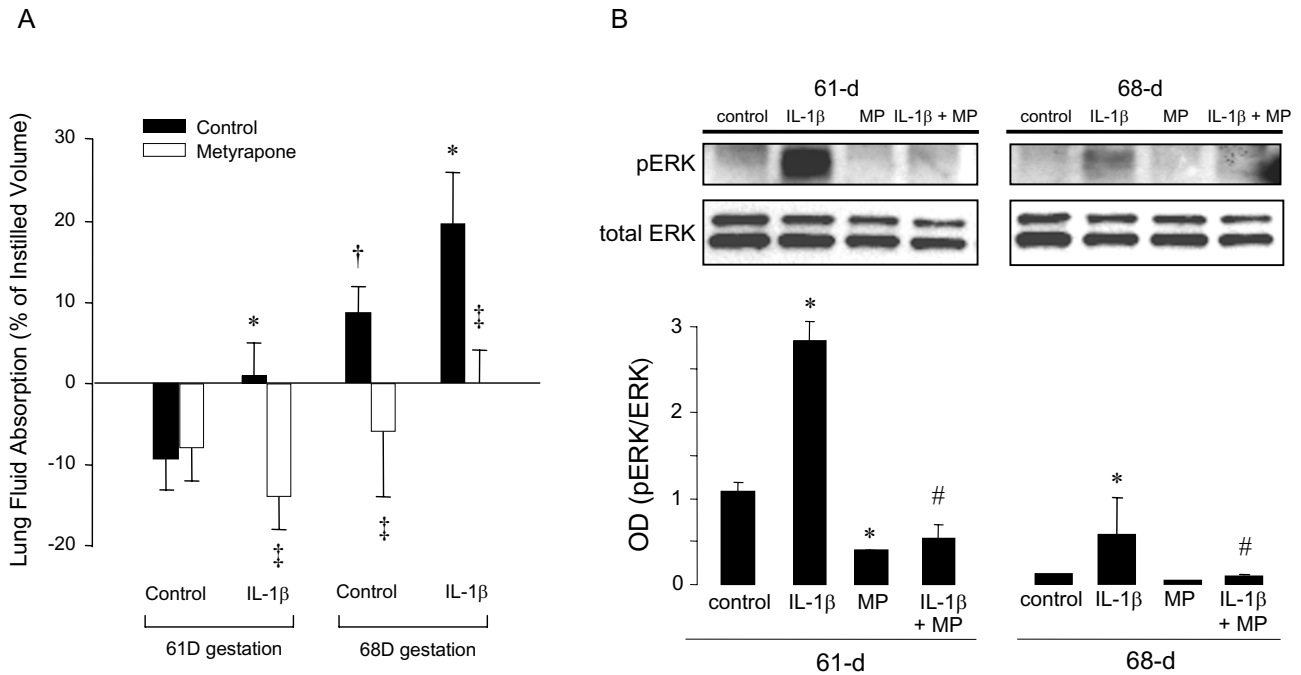 A
Control
Metyrapone
Lung Fluid Absorption (% of Instilled Volume)
30
20
10
0
-10
-20
*
‡
†
‡
*
‡
Control IL-1β Control IL-1β
61D gestation 68D gestation
B
61-d 68-d
control IL-1β MP IL-1β + MP control IL-1β MP IL-1β + MP
pERK
total ERK
OD (pERK/ERK)
3
2
1
0
*
*
#
*
#
control IL-1β MP IL-1β control IL-1β MP IL-1β
+ MP + MP
61-d 68-d